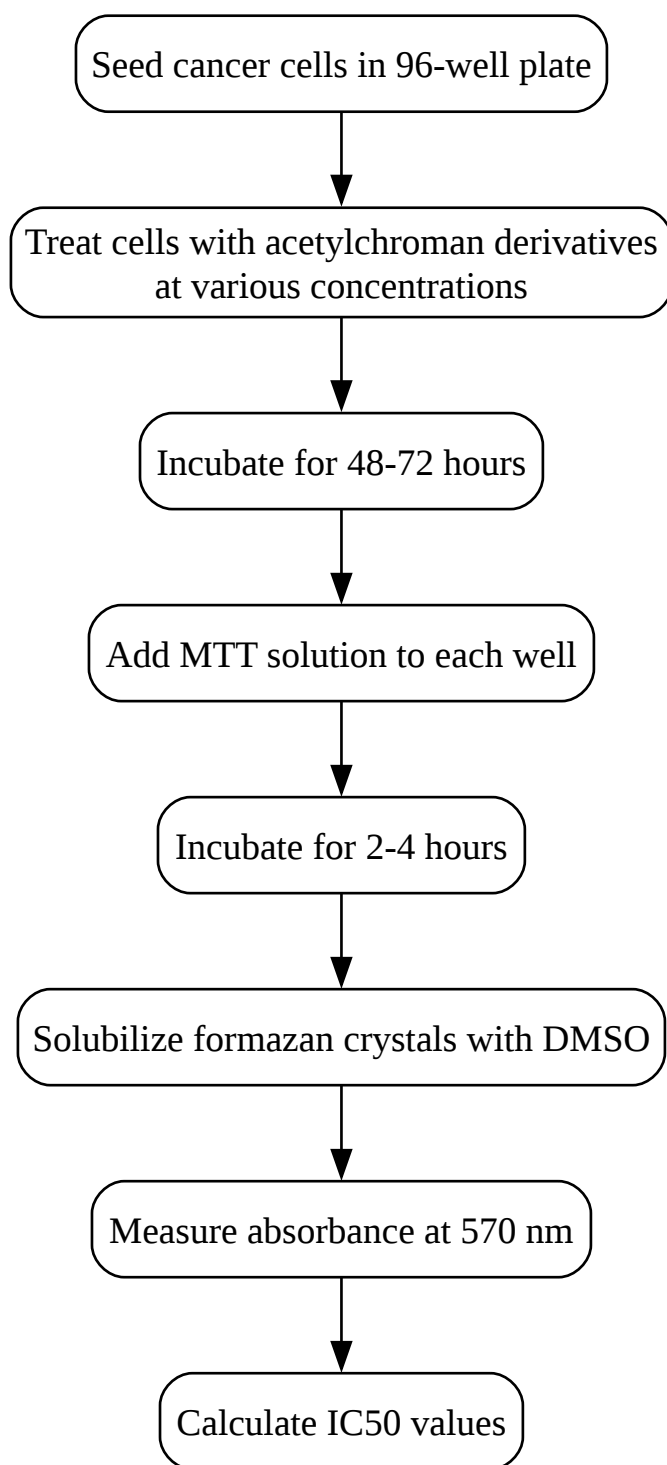 Seed cancer cells in 96-well plate
Treat cells with acetylchroman derivatives
at various concentrations
Incubate for 48-72 hours
Add MTT solution to each well
Incubate for 2-4 hours
Solubilize formazan crystals with DMSO
Measure absorbance at 570 nm
Calculate IC50 values